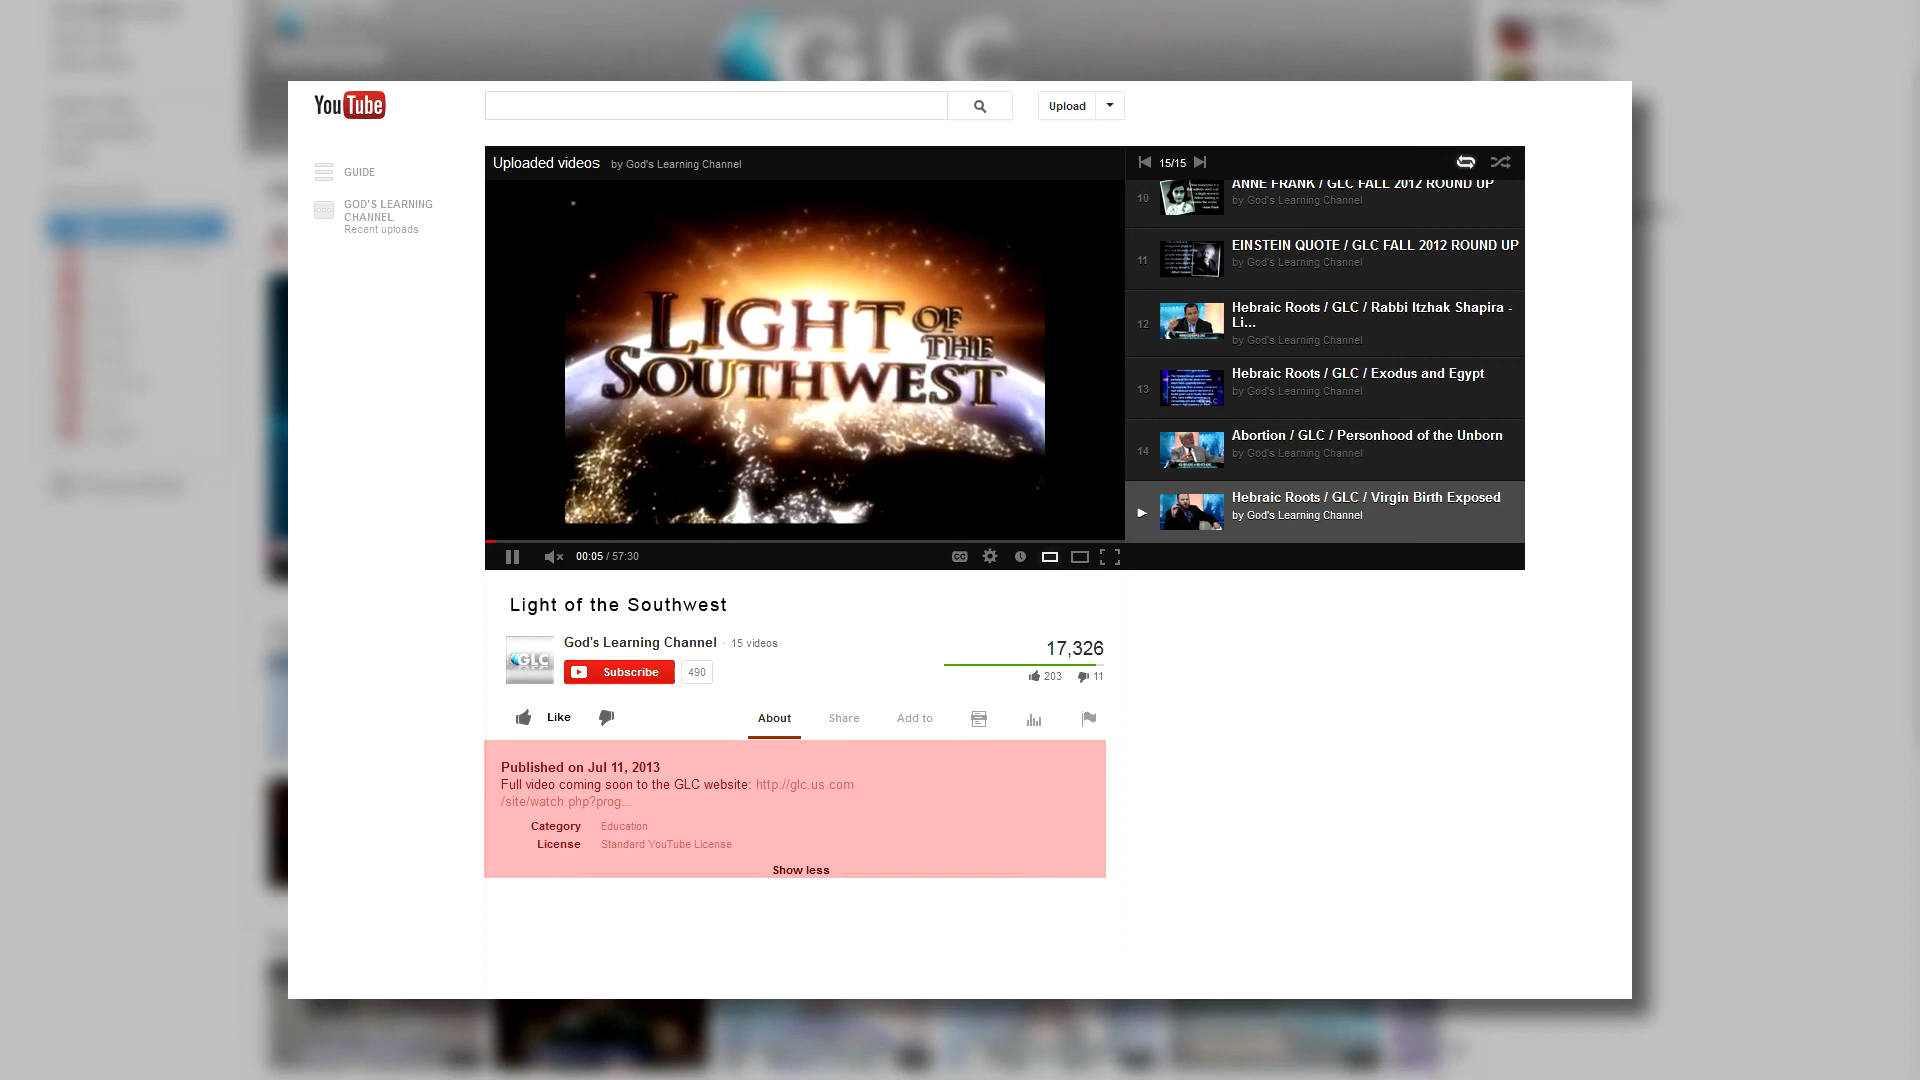 GLC
You Tube
Upload
GUIDE
GOD'S LEARNING
CHANNEL
Recent uploads
Uploaded videos by God's Learning Channel
15/15
LIGHT OF
THE
SOUTHWEST
10
ANNE FRANK / GLC FALL 2012 ROUND UP
by God's Learning Channel
11
EINSTEIN QUOTE / GLC FALL 2012 ROUND UP
by God's Learning Channel
12
Hebraic Roots / GLC / Rabbi Itzhak Shapira -
Li...
by God's Learning Channel
13
Hebraic Roots / GLC / Exodus and Egypt
by God's Learning Channel
14
Abortion / GLC / Personhood of the Unborn
by God's Learning Channel
Hebraic Roots / GLC / Virgin Birth Exposed
by God's Learning Channel
00:05 / 57:30
CC
Light of the Southwest
GLC
God's Learning Channel - 15 videos
Subscribe 490
17,326
203 11
Like
About Share Add to
Published on Jul 11, 2013
Full video coming soon to the GLC website: http://glc.us.com
/site/watch.php?prog...
Category Education
License Standard YouTube License
Show less